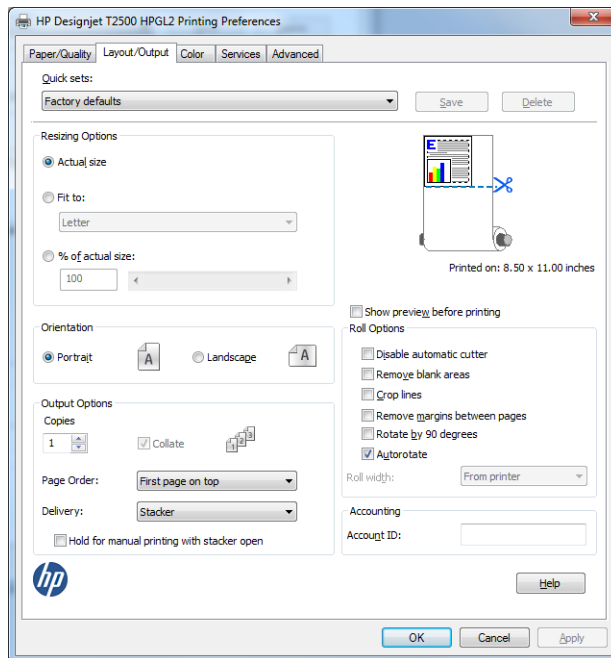 HP Designjet T2500 HPGL2 Printing Preferences
Paper/Quality Layout/Output Color Services Advanced
Quick sets:
Factory defaults Save Delete
Resizing Options
Actual size
Fit to:
Letter
% of actual size:
100
E
Printed on: 8.50 x 11.00 inches
Show preview before printing
Orientation
Portrait A Landscape A
Roll Options
Disable automatic cutter
Remove blank areas
Crop lines
Remove margins between pages
Rotate by 90 degrees
Autorotate
Roll width: From printer
Output Options
Copies
1 Collate 1 2 3
Page Order: First page on top
Delivery: Stacker
Hold for manual printing with stacker open
Accounting
Account ID:
hp
Help
OK Cancel Apply